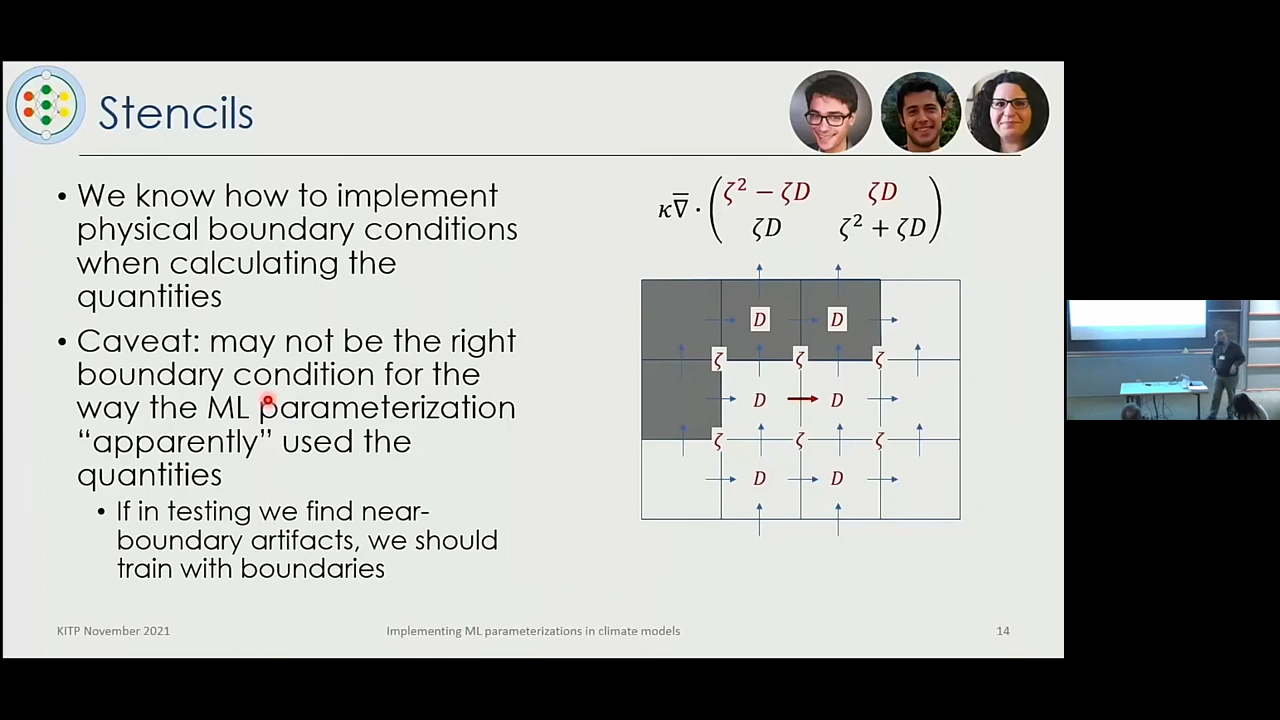 Stencils
• We know how to implement
physical boundary conditions
when calculating the
quantities
• Caveat: may not be the right
boundary condition for the
way the ML parameterization
“apparently” used the
quantities
• If in testing we find near-
boundary artifacts, we should
train with boundaries
κ∇̅ · ( ζ² − ζD ζD
ζD ζ² + ζD )
D D
ζ ζ ζ
D D
ζ ζ ζ
D D
KITP November 2021 Implementing ML parameterizations in climate models 14